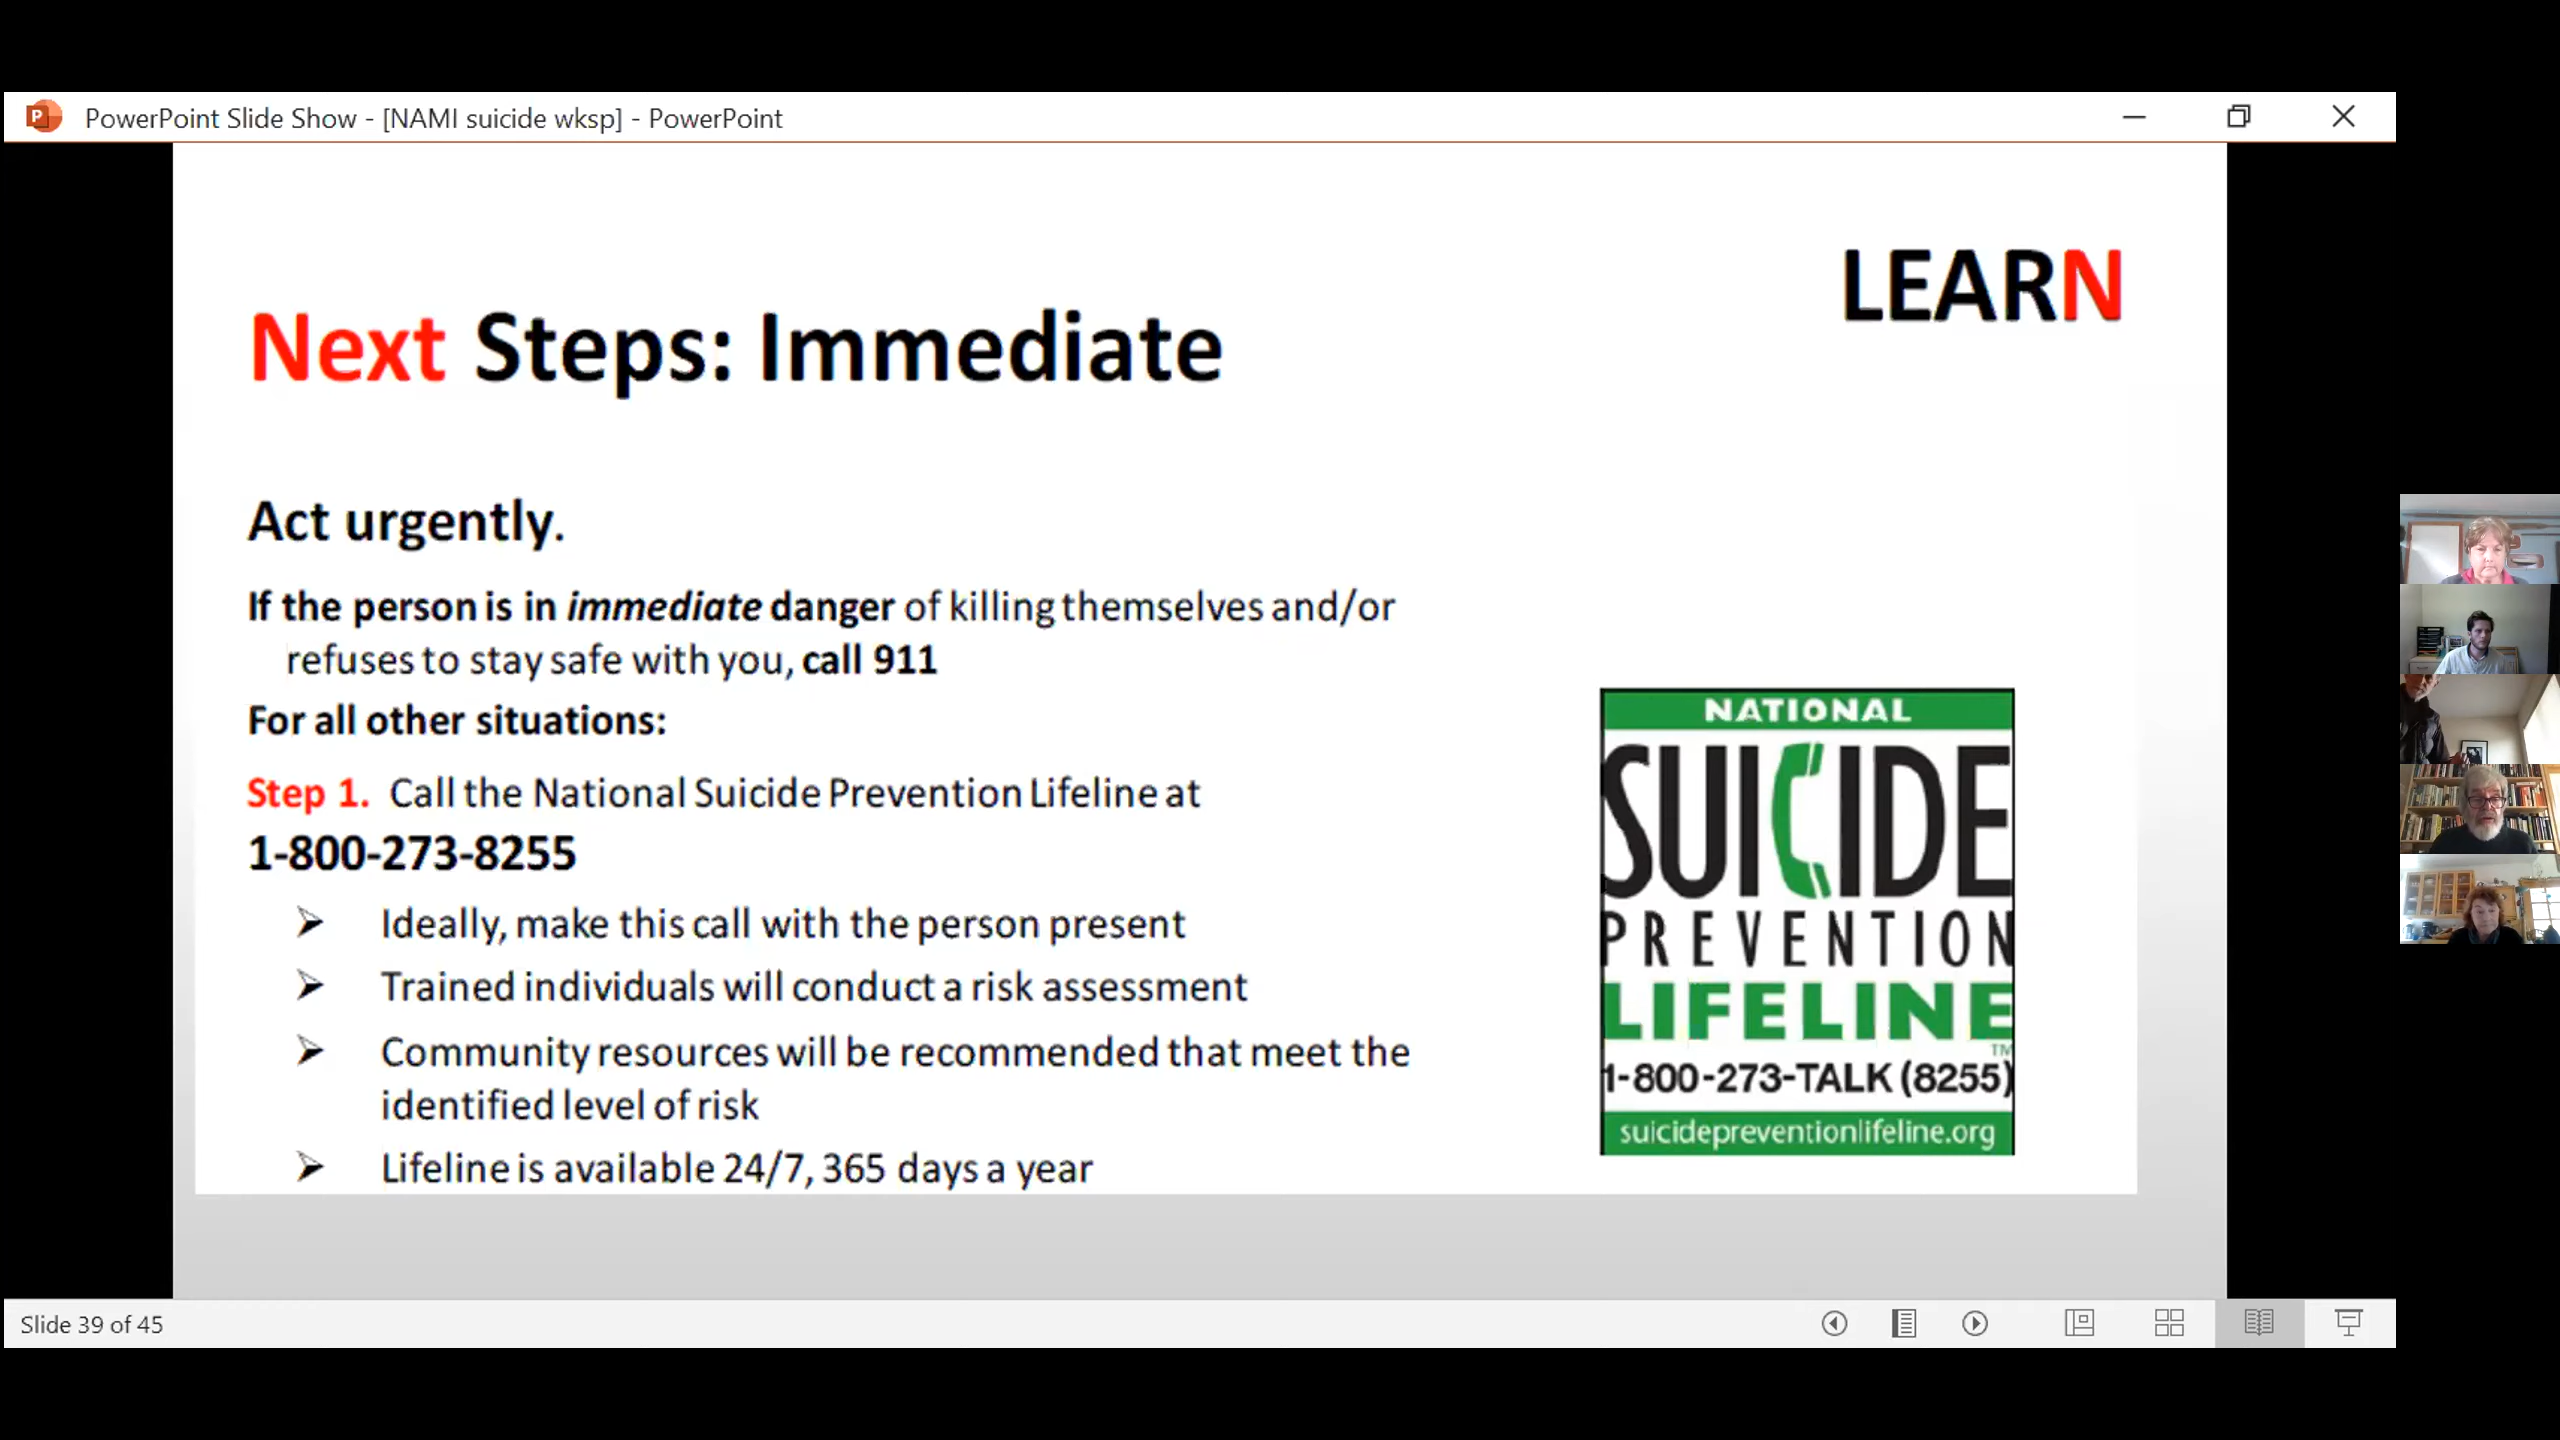 PowerPoint Slide Show - [NAMI suicide wksp] - PowerPoint
LEARN
Next Steps: Immediate
Act urgently.
If the person is in immediate danger of killing themselves and/or
refuses to stay safe with you, call 911
For all other situations:
Step 1. Call the National Suicide Prevention Lifeline at
1-800-273-8255
➢ Ideally, make this call with the person present
➢ Trained individuals will conduct a risk assessment
➢ Community resources will be recommended that meet the
identified level of risk
➢ Lifeline is available 24/7, 365 days a year
NATIONAL
SUICIDE
PREVENTION
LIFELINE
TM
1-800-273-TALK (8255)
suicidepreventionlifeline.org
Slide 39 of 45